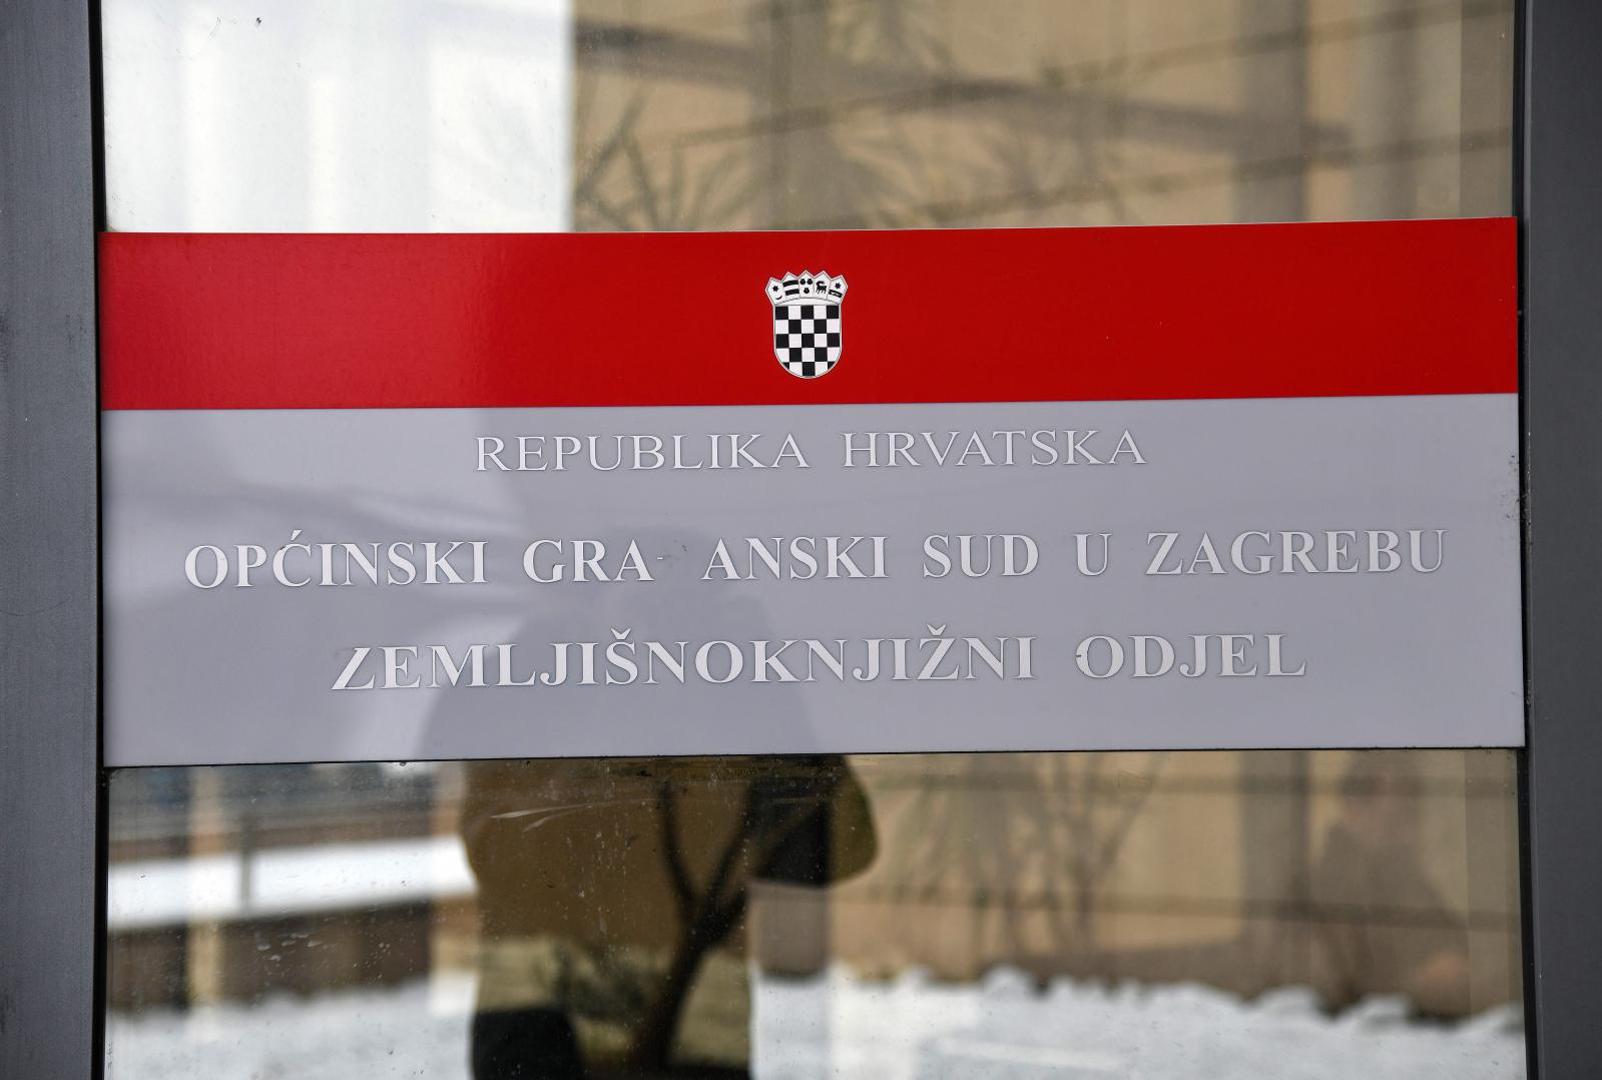 REPUBLIKA HRVATSKA
OPĆINSKI GRA ANSKI SUD U ZAGREBU
ZEMLJIŠNOKNJIŽNI ODJEL